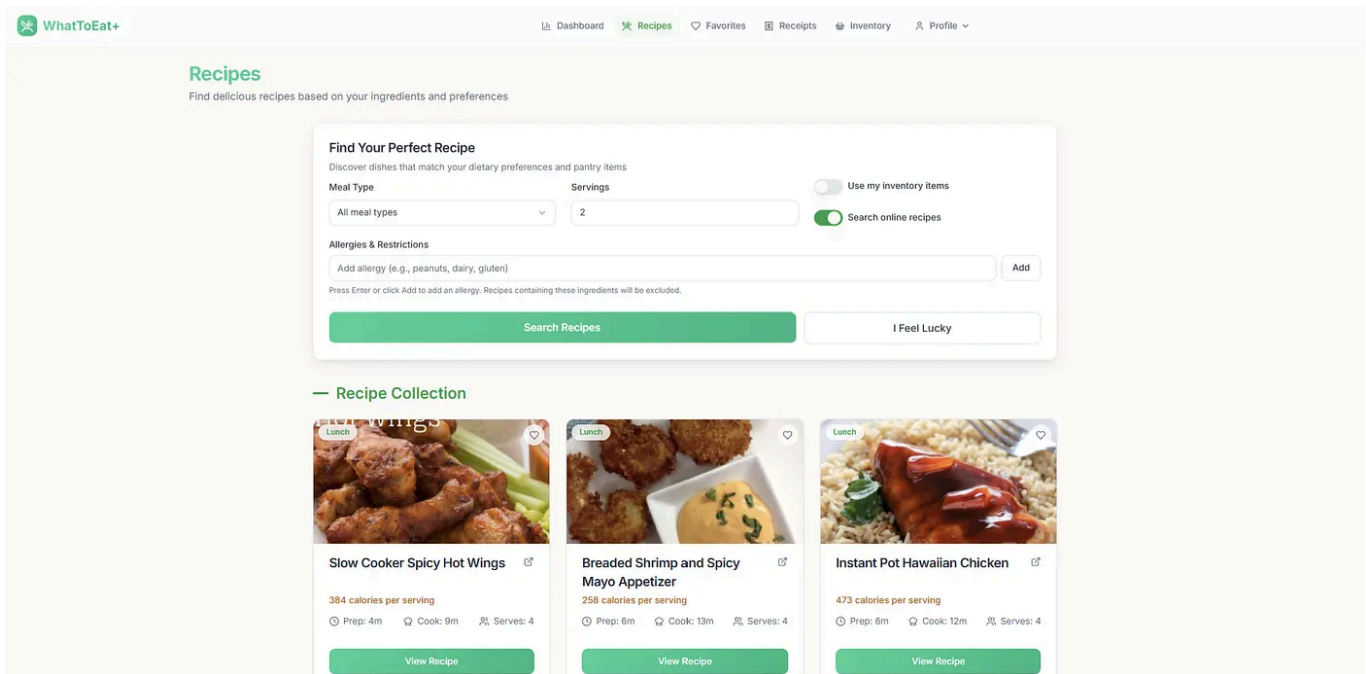 WhatToEat+
Dashboard Recipes Favorites Receipts Inventory Profile
Recipes
Find delicious recipes based on your ingredients and preferences
Find Your Perfect Recipe
Discover dishes that match your dietary preferences and pantry items
Meal Type
All meal types
Servings
2
Use my inventory items
Search online recipes
Allergies & Restrictions
Add allergy (e.g., peanuts, dairy, gluten)
Add
Press Enter or click Add to add an allergy. Recipes containing these ingredients will be excluded.
Search Recipes
I Feel Lucky
Recipe Collection
Hot Wings
Lunch
Slow Cooker Spicy Hot Wings
384 calories per serving
Prep: 4m Cook: 9m Serves: 4
View Recipe
Lunch
Breaded Shrimp and Spicy
Mayo Appetizer
258 calories per serving
Prep: 6m Cook: 13m Serves: 4
View Recipe
Lunch
Instant Pot Hawaiian Chicken
473 calories per serving
Prep: 6m Cook: 12m Serves: 4
View Recipe